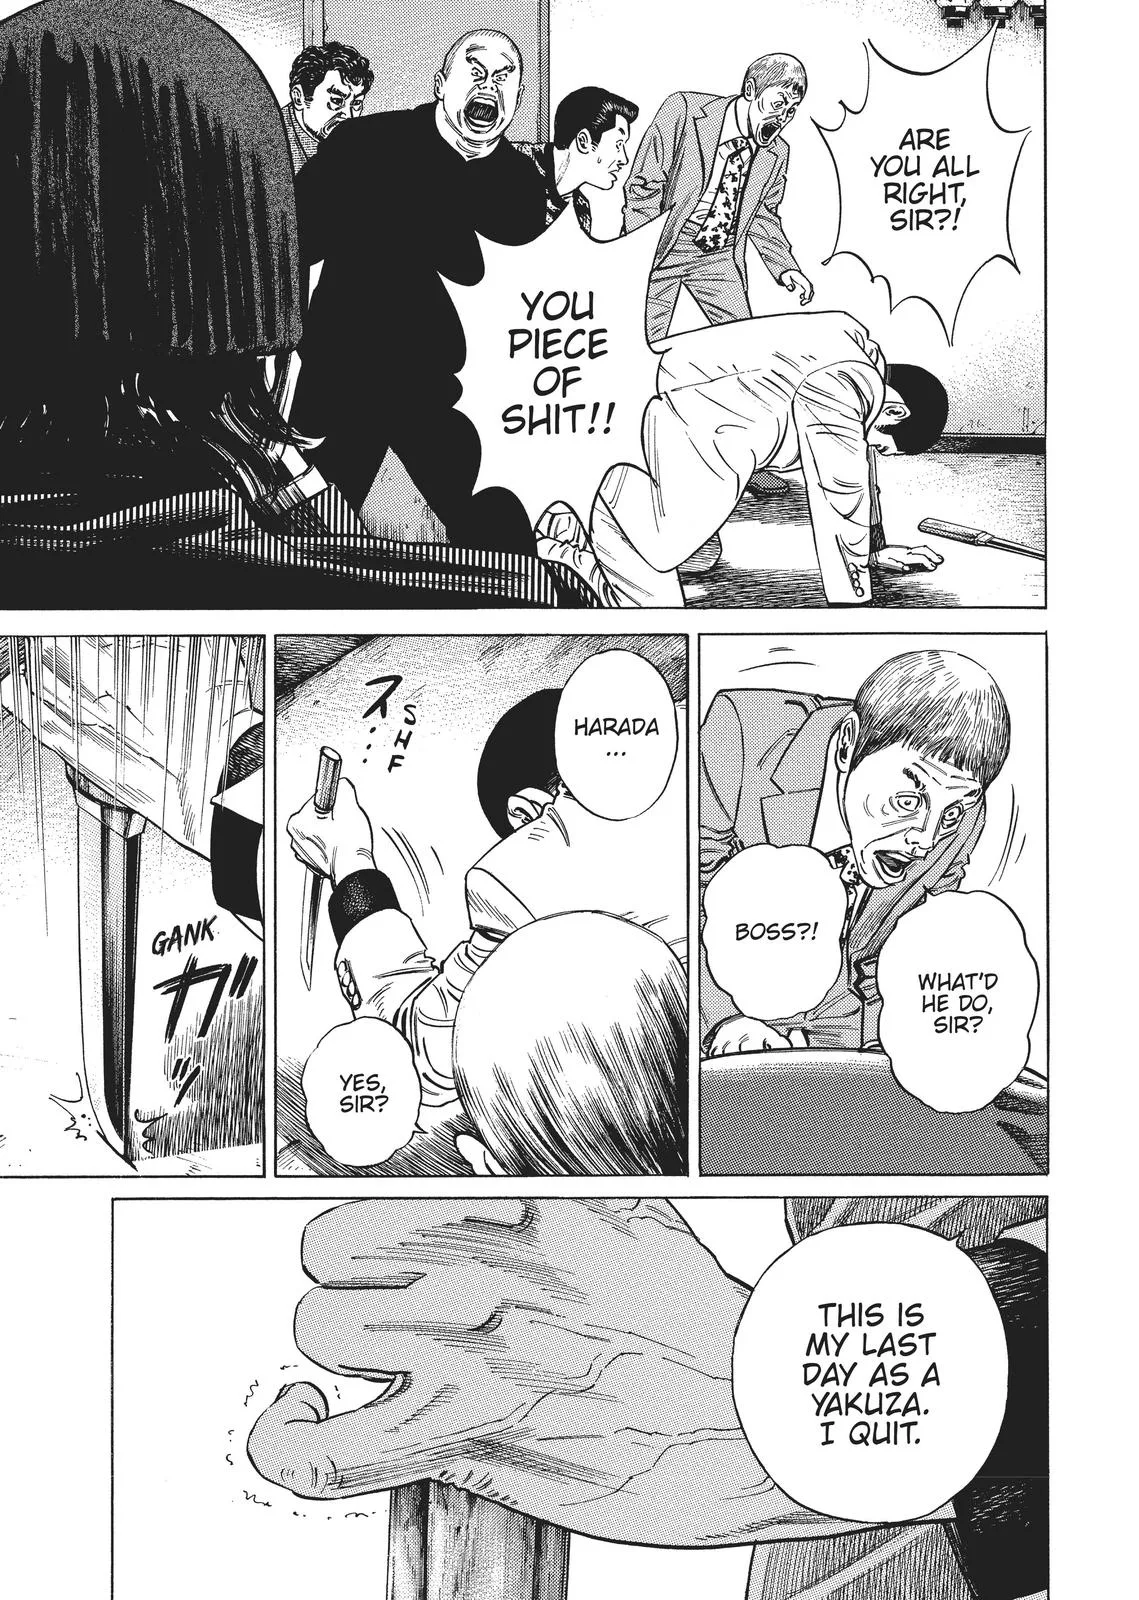 ARE
YOU ALL
RIGHT,
SIR?!
YOU
PIECE
OF
SHIT!!
BOSS?!
WHAT'D
HE DO,
SIR?
HARADA
...
ス...
SHF
YES,
SIR?
GANK
ガッ
THIS IS
MY LAST
DAY AS A
YAKUZA.
I QUIT.